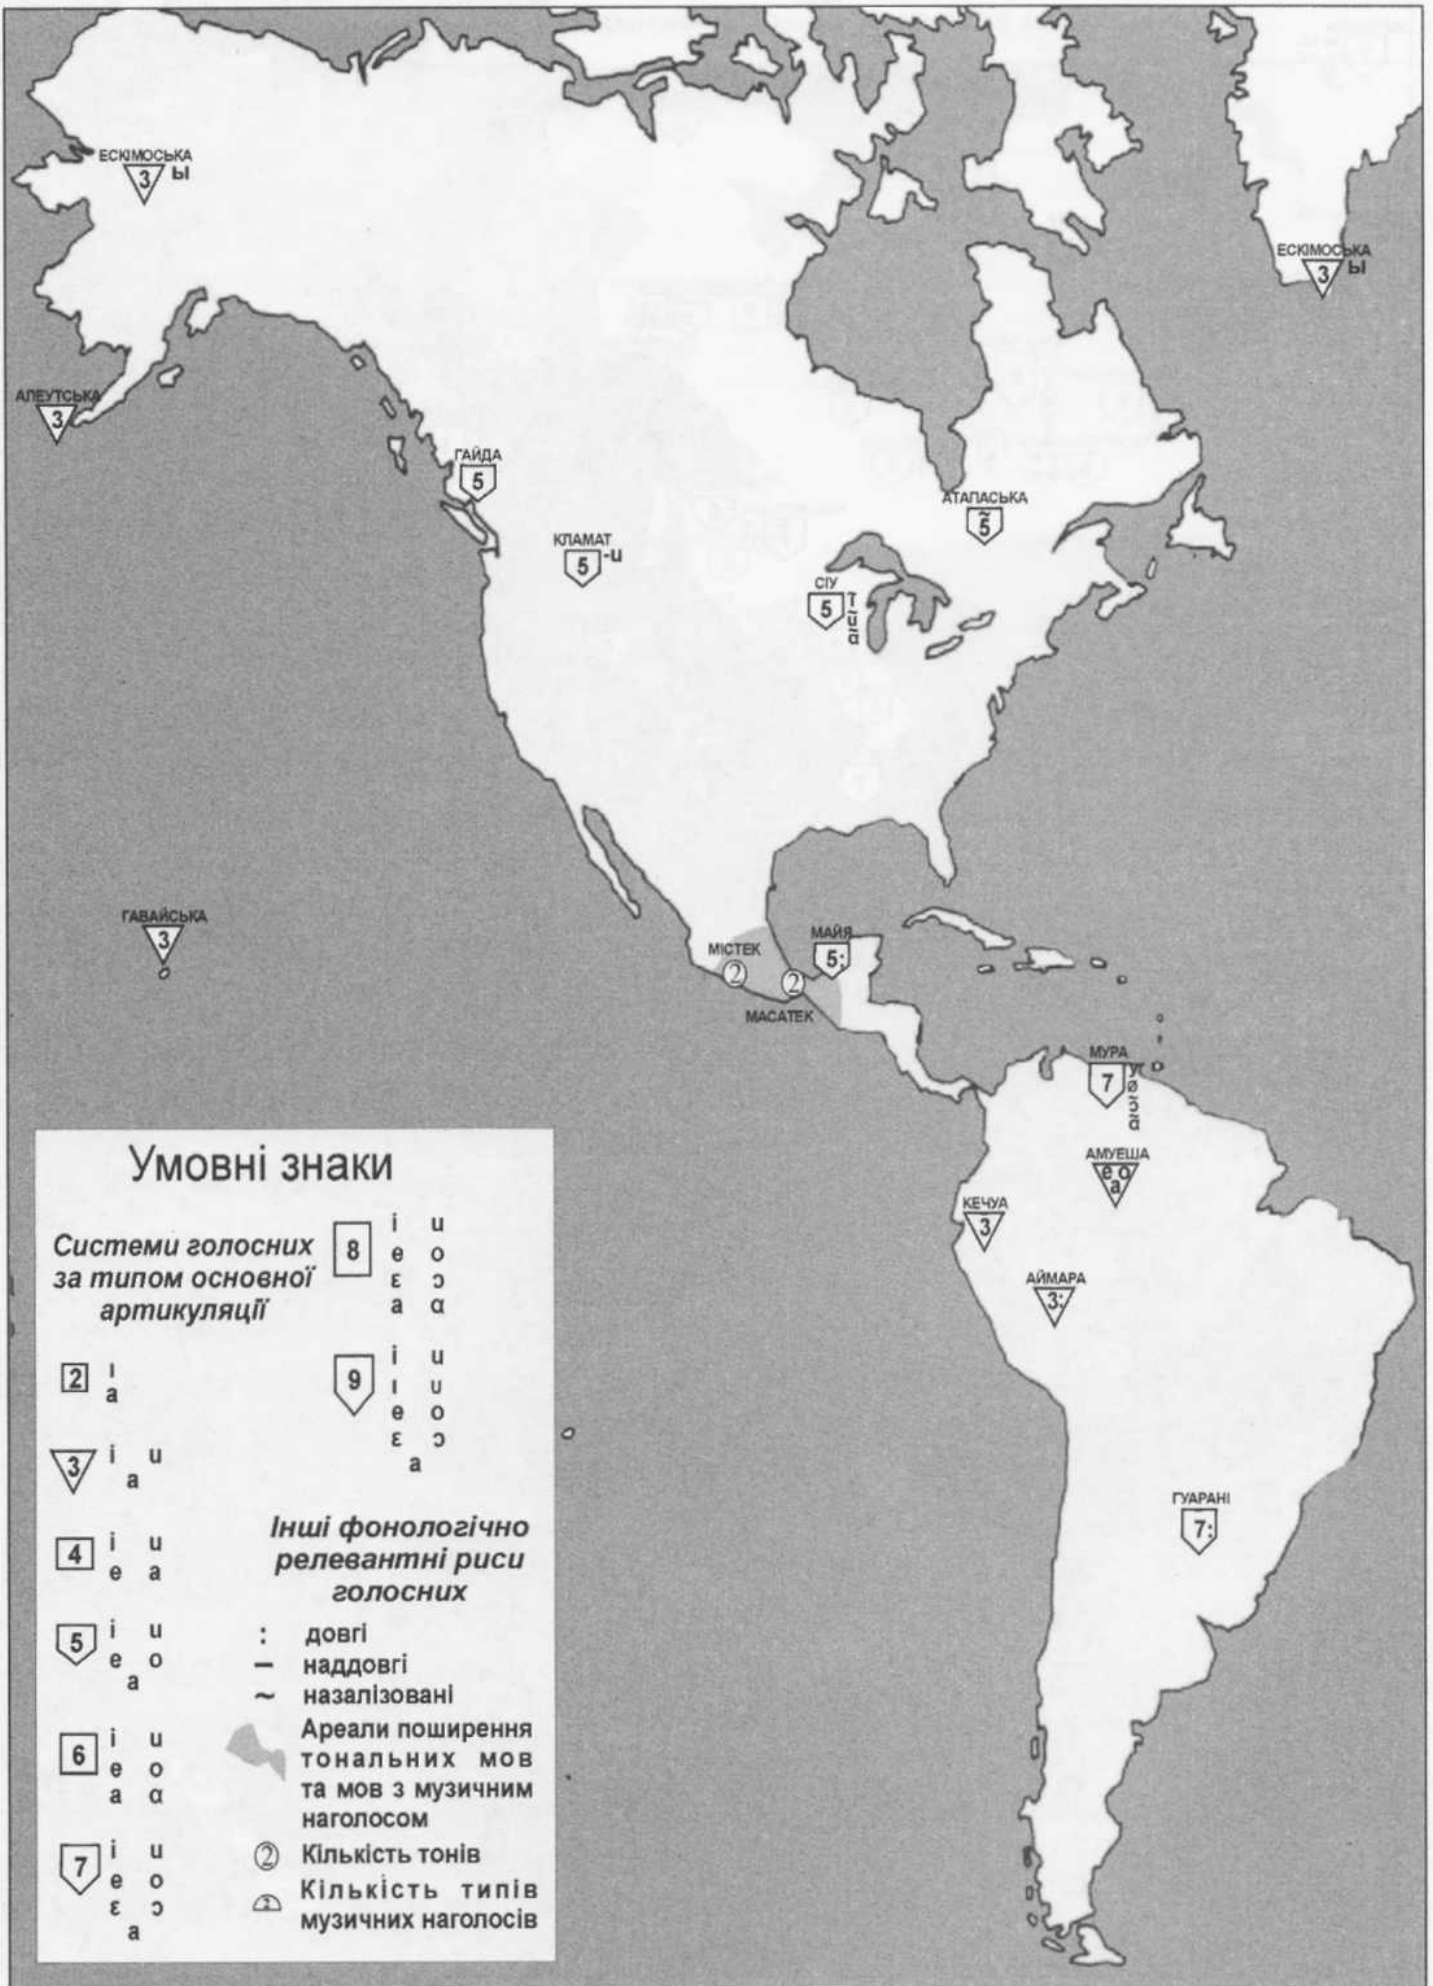 ЕСКІМОСЬКА
3 ы
ЕСКІМОСЬКА
3 ы
АЛЕУТСЬКА
3
ГАЙДА
5
АТАПАСЬКА
5̃
КЛАМАТ
5 -u
СІУ
5 ĩ
ũ
ɑ̃
ГАВАЙСЬКА
3
МІСТЕК
2
МАЙЯ
5:
2
МАСАТЕК
МУРА
7 y
ø
ɔ̃
ɑ̃
АМУЕША
e o
a
КЕЧУА
3
АЙМАРА
3:
ГУАРАНІ
7:
Умовні знаки
Системи голосних
за типом основної
артикуляції
2 ı
a
3 i u
a
4 i u
e a
5 i u
e o
a
6 i u
e o
a ɑ
7 i u
e o
ɛ ɔ
a
8 i u
e o
ɛ ɔ
a ɑ
9 i u
ı ᴜ
e o
ɛ ɔ
a
Інші фонологічно
релевантні риси
голосних
: довгі
– наддовгі
~ назалізовані
Ареали поширення
тональних мов
та мов з музичним
наголосом
2 Кількість тонів
2 Кількість типів
музичних наголосів